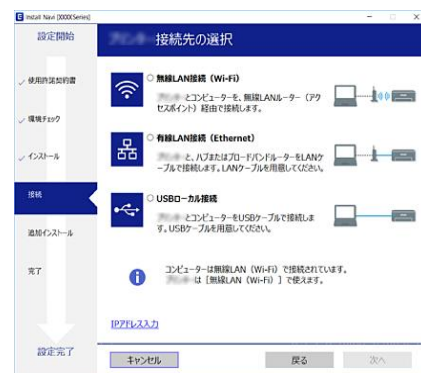 Install Navi [XXXX Series]
設定開始
接続先の選択
使用許諾契約書
環境チェック
インストール
接続
追加インストール
完了
設定完了
無線LAN接続（Wi-Fi）
とコンピューターを、無線LANルーター（アク
セスポイント）経由で接続します。
有線LAN接続（Ethernet）
と、ハブまたはブロードバンドルーターをLANケ
ーブルで接続します。LANケーブルを用意してください。
USBローカル接続
とコンピューターをUSBケーブルで接続しま
す。USBケーブルを用意してください。
コンピューターは無線LAN（Wi-Fi）で接続されています。
は［無線LAN（Wi-Fi）］で使えます。
IPアドレス入力
キャンセル
戻る
次へ